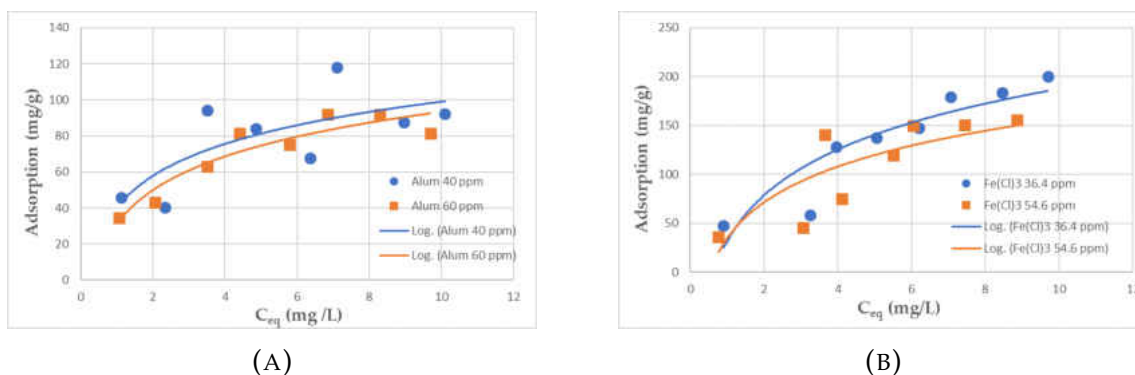 140
120
100
80
60
40
20
0
Adsorption (mg/g)
0 2 4 6 8 10 12
C_eq (mg /L)
Alum 40 ppm
Alum 60 ppm
Log. (Alum 40 ppm)
Log. (Alum 60 ppm)
(A)
250
200
150
100
50
0
Adsorption (mg/g)
0 2 4 6 8 10 12
C_eq (mg/L)
Fe(Cl)3 36.4 ppm
Fe(Cl)3 54.6 ppm
Log. (Fe(Cl)3 36.4 ppm)
Log. (Fe(Cl)3 54.6 ppm)
(B)